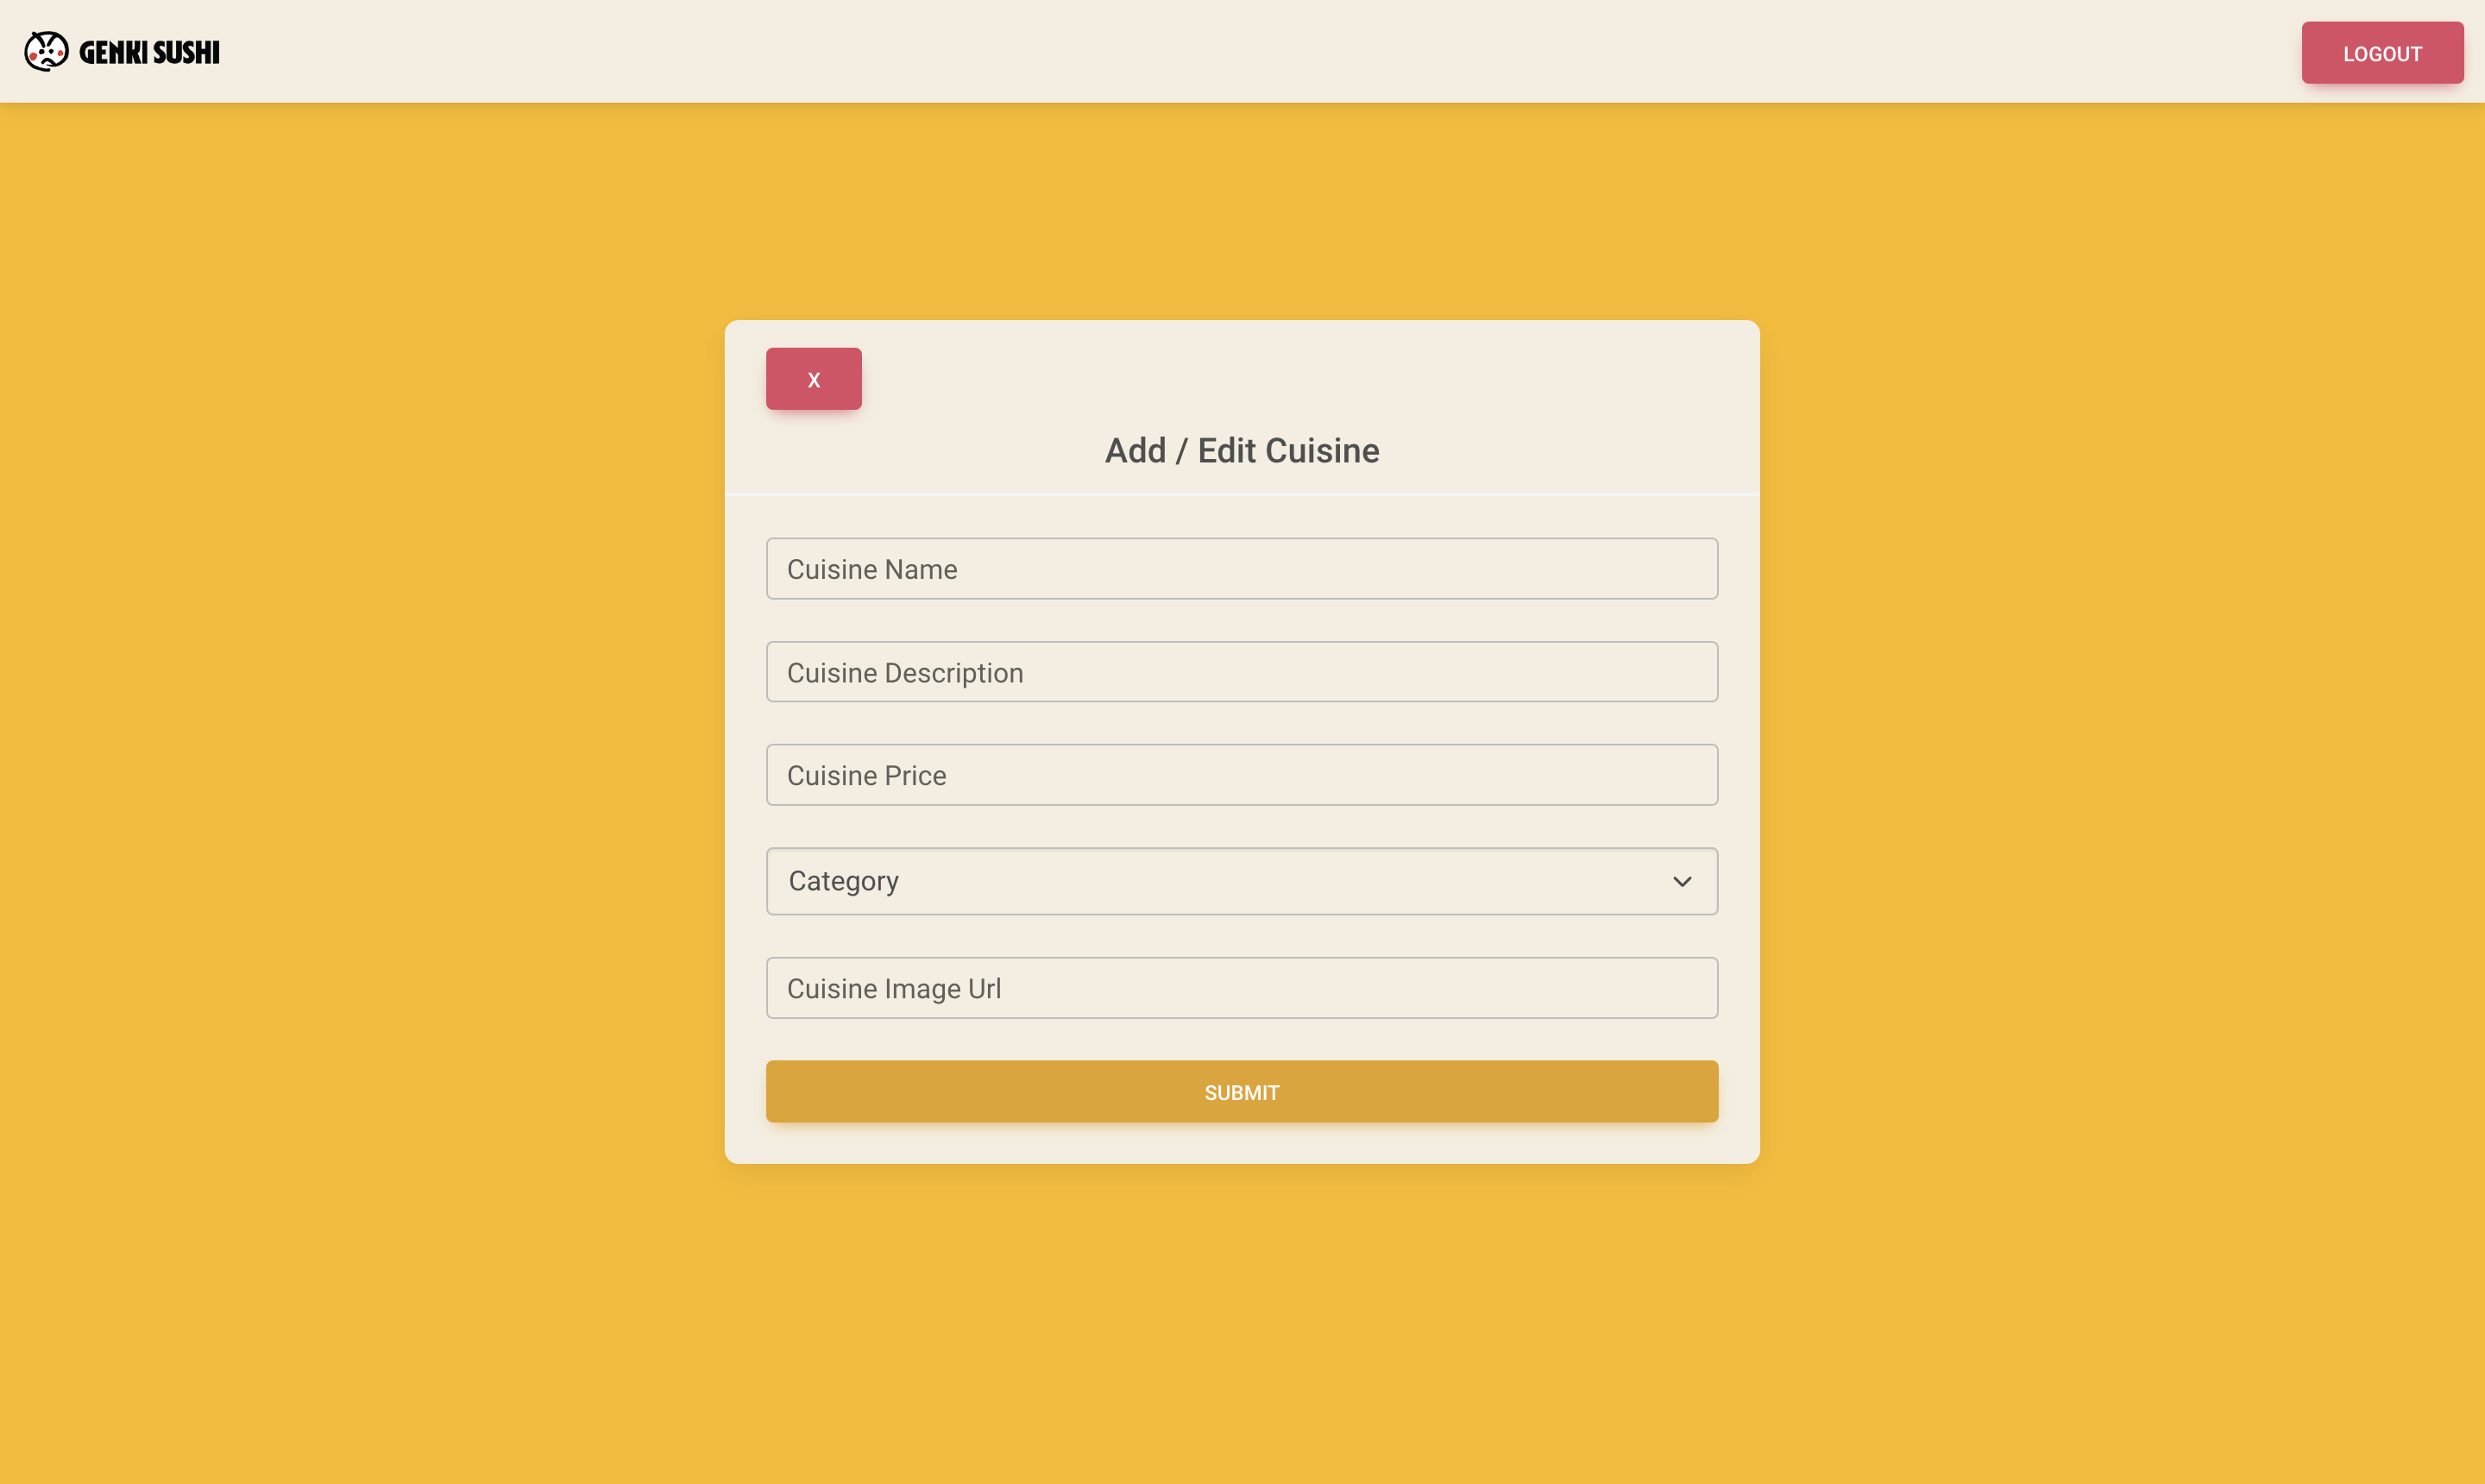 GENKI SUSHI
LOGOUT
X
Add / Edit Cuisine
Cuisine Name
Cuisine Description
Cuisine Price
Category
Cuisine Image Url
SUBMIT